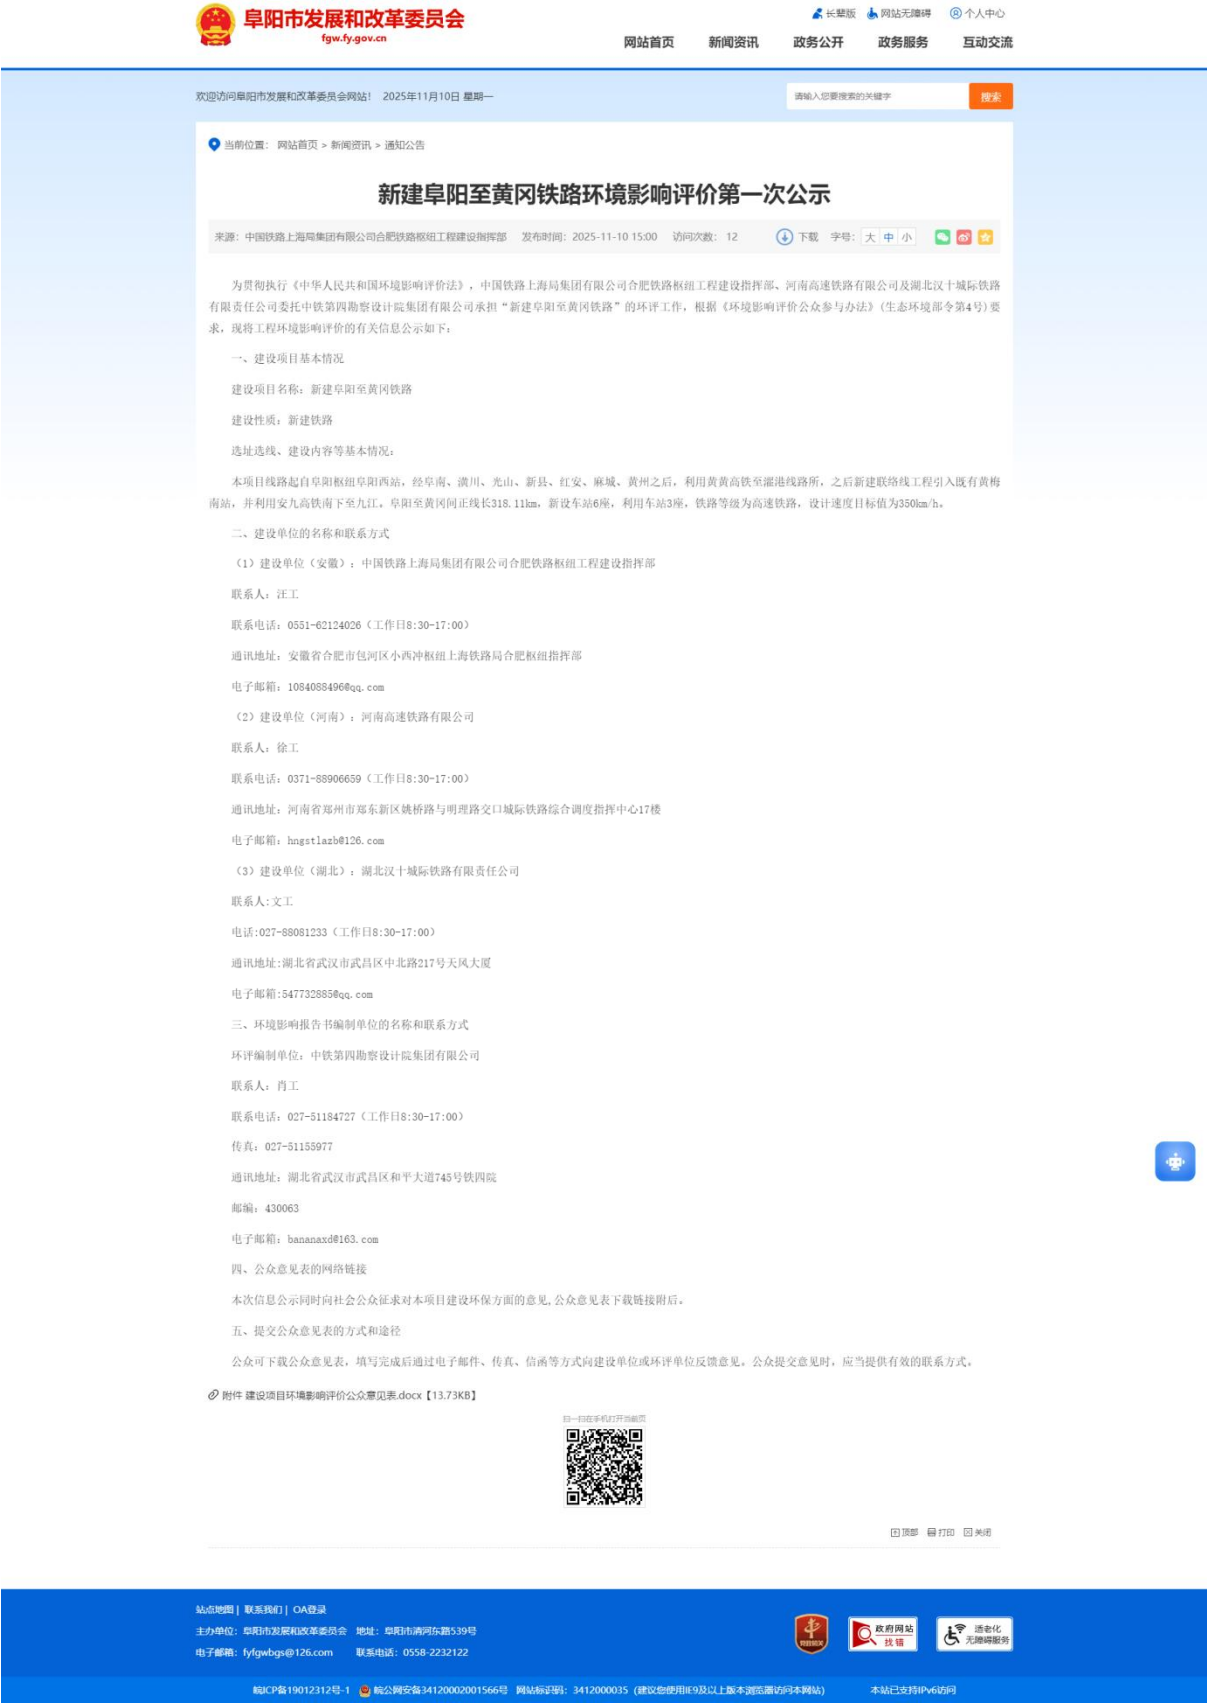 阜阳市发展和改革委员会
fgw.fy.gov.cn
长辈版 网站无障碍 个人中心
网站首页 新闻资讯 政务公开 政务服务 互动交流
欢迎访问阜阳市发展和改革委员会网站! 2025年11月10日 星期一
请输入您要搜索的关键字 搜索
当前位置: 网站首页 > 新闻资讯 > 通知公告
新建阜阳至黄冈铁路环境影响评价第一次公示
来源:中国铁路上海局集团有限公司合肥铁路枢纽工程建设指挥部 发布时间:2025-11-10 15:00 访问次数: 12 下载 字号: 大 中 小
为贯彻执行《中华人民共和国环境影响评价法》,中国铁路上海局集团有限公司合肥铁路枢纽工程建设指挥部、河南高速铁路有限公司及湖北汉十城际铁路
有限责任公司委托中铁第四勘察设计院集团有限公司承担“新建阜阳至黄冈铁路”的环评工作,根据《环境影响评价公众参与办法》(生态环境部令第4号)要
求,现将工程环境影响评价的有关信息公示如下:
一、建设项目基本情况
建设项目名称:新建阜阳至黄冈铁路
建设性质:新建铁路
选址选线、建设内容等基本情况:
本项目线路起自阜阳枢纽阜阳西站,经阜南、潢川、光山、新县、红安、麻城、黄州之后,利用黄黄高铁至濯港线路所,之后新建联络线工程引入既有黄梅
南站,并利用安九高铁南下至九江。阜阳至黄冈间正线长318.11km,新设车站6座,利用车站3座,铁路等级为高速铁路,设计速度目标值为350km/h。
二、建设单位的名称和联系方式
(1)建设单位(安徽):中国铁路上海局集团有限公司合肥铁路枢纽工程建设指挥部
联系人:汪工
联系电话:0551-62124026(工作日8:30-17:00)
通讯地址:安徽省合肥市包河区小西冲枢纽上海铁路局合肥枢纽指挥部
电子邮箱:1084088496@qq.com
(2)建设单位(河南):河南高速铁路有限公司
联系人:徐工
联系电话:0371-88906659(工作日8:30-17:00)
通讯地址:河南省郑州市郑东新区姚桥路与明理路交口城际铁路综合调度指挥中心17楼
电子邮箱:hngstlazb@126.com
(3)建设单位(湖北):湖北汉十城际铁路有限责任公司
联系人:文工
电话:027-88081233(工作日8:30-17:00)
通讯地址:湖北省武汉市武昌区中北路217号天风大厦
电子邮箱:547732885@qq.com
三、环境影响报告书编制单位的名称和联系方式
环评编制单位:中铁第四勘察设计院集团有限公司
联系人:肖工
联系电话:027-51184727(工作日8:30-17:00)
传真:027-51155977
通讯地址:湖北省武汉市武昌区和平大道745号铁四院
邮编:430063
电子邮箱:bananaxd@163.com
四、公众意见表的网络链接
本次信息公示同时向社会公众征求对本项目建设环保方面的意见,公众意见表下载链接附后。
五、提交公众意见表的方式和途径
公众可下载公众意见表,填写完成后通过电子邮件、传真、信函等方式向建设单位或环评单位反馈意见。公众提交意见时,应当提供有效的联系方式。
附件 建设项目环境影响评价公众意见表.docx【13.73KB】
扫一扫在手机打开当前页
顶部 打印 关闭
站点地图 | 联系我们 | OA登录
主办单位:阜阳市发展和改革委员会 地址:阜阳市清河东路539号
电子邮箱:fyfgwbgs@126.com 联系电话:0558-2232122
党政机关
政府网站
找错
适老化
无障碍服务
皖ICP备19012312号-1 皖公网安备34120002001566号 网站标识码:3412000035 (建议您使用IE9及以上版本浏览器访问本网站) 本站已支持IPv6访问